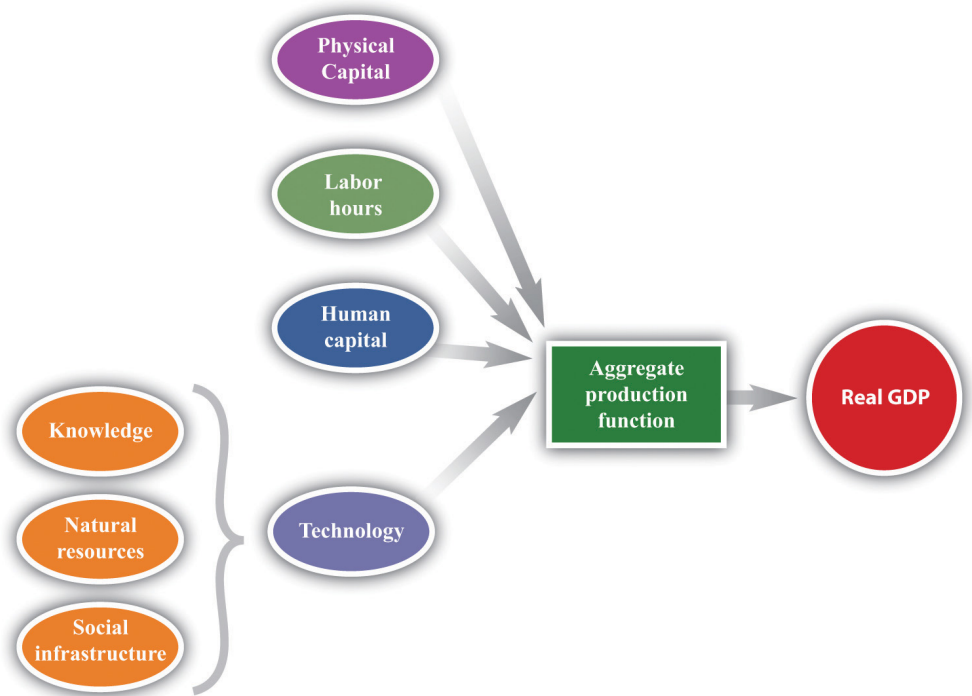 Physical
Capital
Labor
hours
Human
capital
Aggregate
production
function
Real GDP
Knowledge
Natural
resources
Social
infrastructure
Technology